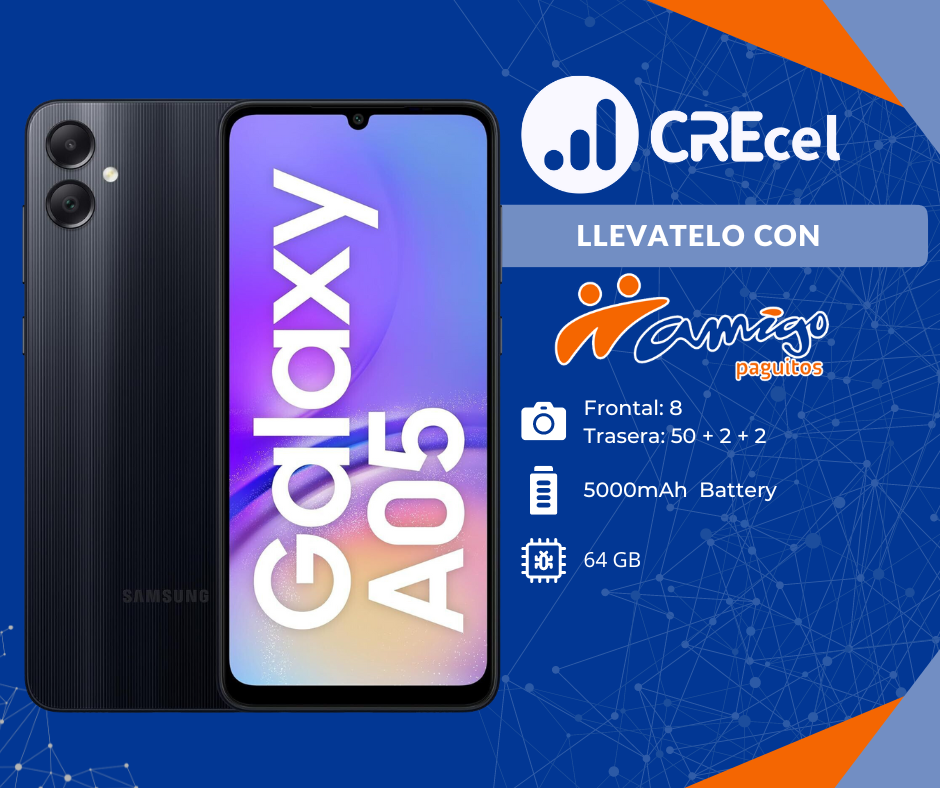 CREcel
LLEVATELO CON
amigo
paguitos
Frontal: 8
Trasera: 50 + 2 + 2
5000mAh Battery
64 GB
Galaxy
A05
SAMSUNG